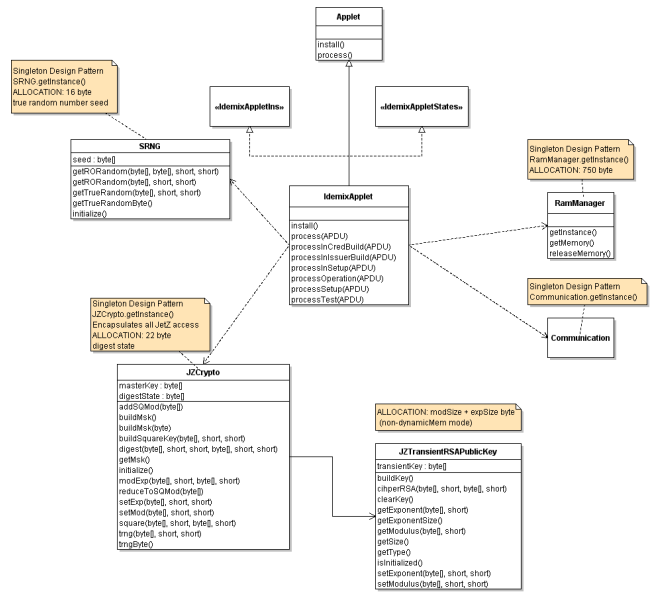 Applet
install()
process()
Singleton Design Pattern
SRNG.getInstance()
ALLOCATION: 16 byte
true random number seed
«IdemixAppletIns»
«IdemixAppletStates»
SRNG
seed : byte[]
getRORandom(byte[], byte[], short, short)
getRORandom(byte[], short, short)
getTrueRandom(byte[], short, short)
getTrueRandomByte()
initialize()
Singleton Design Pattern
RamManager.getInstance()
ALLOCATION: 750 byte
IdemixApplet
install()
process(APDU)
processInCredBuild(APDU)
processInIssuerBuild(APDU)
processInSetup(APDU)
processOperation(APDU)
processSetup(APDU)
processTest(APDU)
RamManager
getInstance()
getMemory()
releaseMemory()
Singleton Design Pattern
Communication.getInstance()
Communication
Singleton Design Pattern
JZCrypto.getInstance()
Encapsulates all JetZ access
ALLOCATION: 22 byte
digest state
JZCrypto
masterKey : byte[]
digestState : byte[]
addSQMod(byte[])
buildMsk()
buildMsk(byte)
buildSquareKey(byte[], short, short)
digest(byte[], short, short, byte[], short, short)
getMsk()
initialize()
modExp(byte[], short, byte[], short)
reduceToSQMod(byte[])
setExp(byte[], short, short)
setMod(byte[], short, short)
square(byte[], short, byte[], short)
trng(byte[], short, short)
trngByte()
ALLOCATION: modSize + expSize byte
(non-dynamicMem mode)
JZTransientRSAPublicKey
transientKey : byte[]
buildKey()
cihperRSA(byte[], short, byte[], short)
clearKey()
getExponent(byte[], short)
getExponentSize()
getModulus(byte[], short)
getSize()
getType()
isInitialized()
setExponent(byte[], short, short)
setModulus(byte[], short, short)